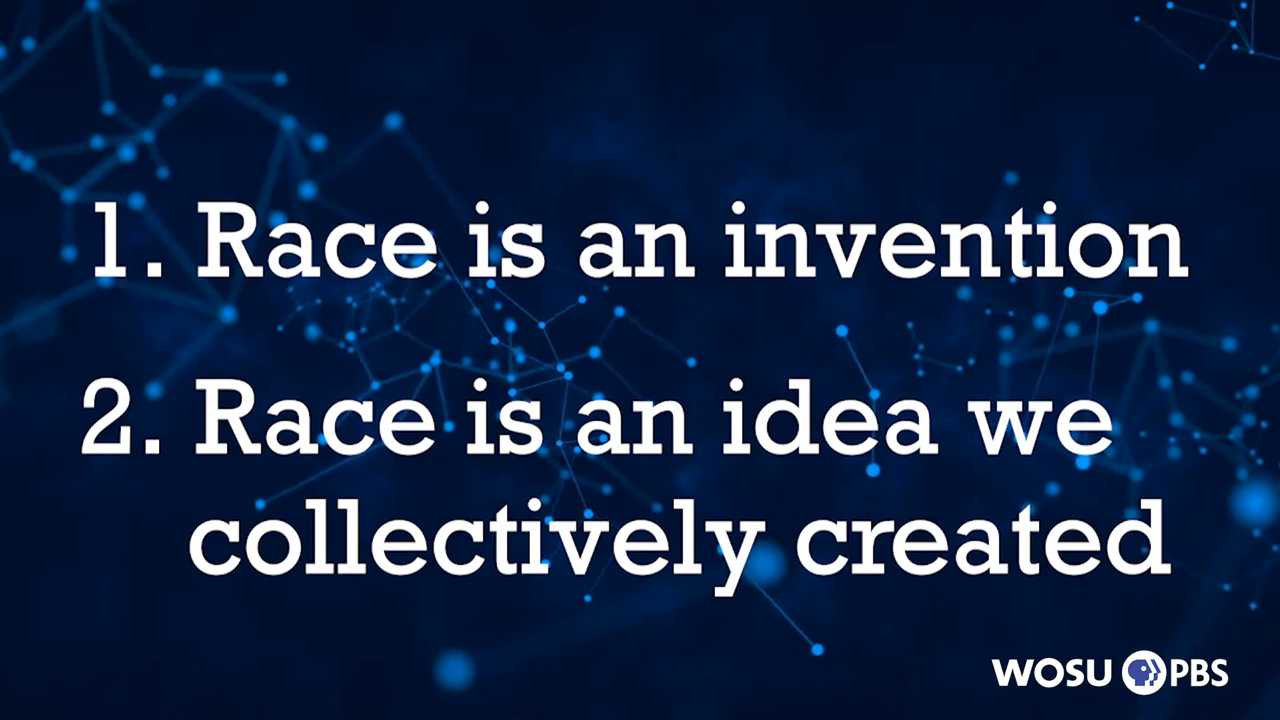 1. Race is an invention
2. Race is an idea we
collectively created
WOSU PBS